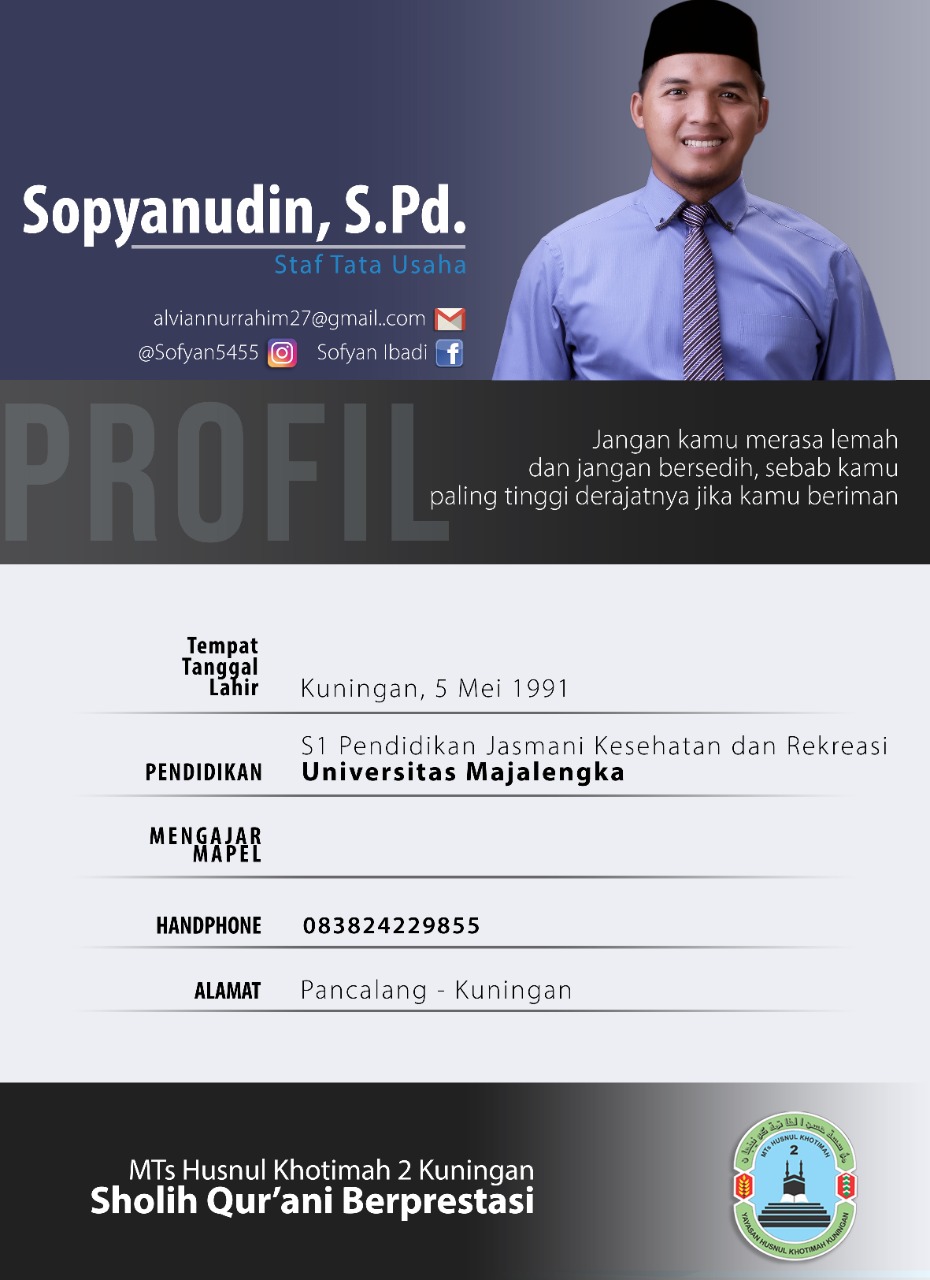 Sopyanudin, S.Pd.
Staf Tata Usaha
alviannurrahim27@gmail..com
@Sofyan5455 Sofyan Ibadi
PROFIL
Jangan kamu merasa lemah
dan jangan bersedih, sebab kamu
paling tinggi derajatnya jika kamu beriman
Tempat
Tanggal
Lahir
Kuningan, 5 Mei 1991
PENDIDIKAN
S1 Pendidikan Jasmani Kesehatan dan Rekreasi
Universitas Majalengka
MENGAJAR
MAPEL
HANDPHONE
083824229855
ALAMAT
Pancalang - Kuningan
MTs Husnul Khotimah 2 Kuningan
Sholih Qur’ani Berprestasi
MTs HUSNUL KHOTIMAH
2
YAYASAN HUSNUL KHOTIMAH KUNINGAN